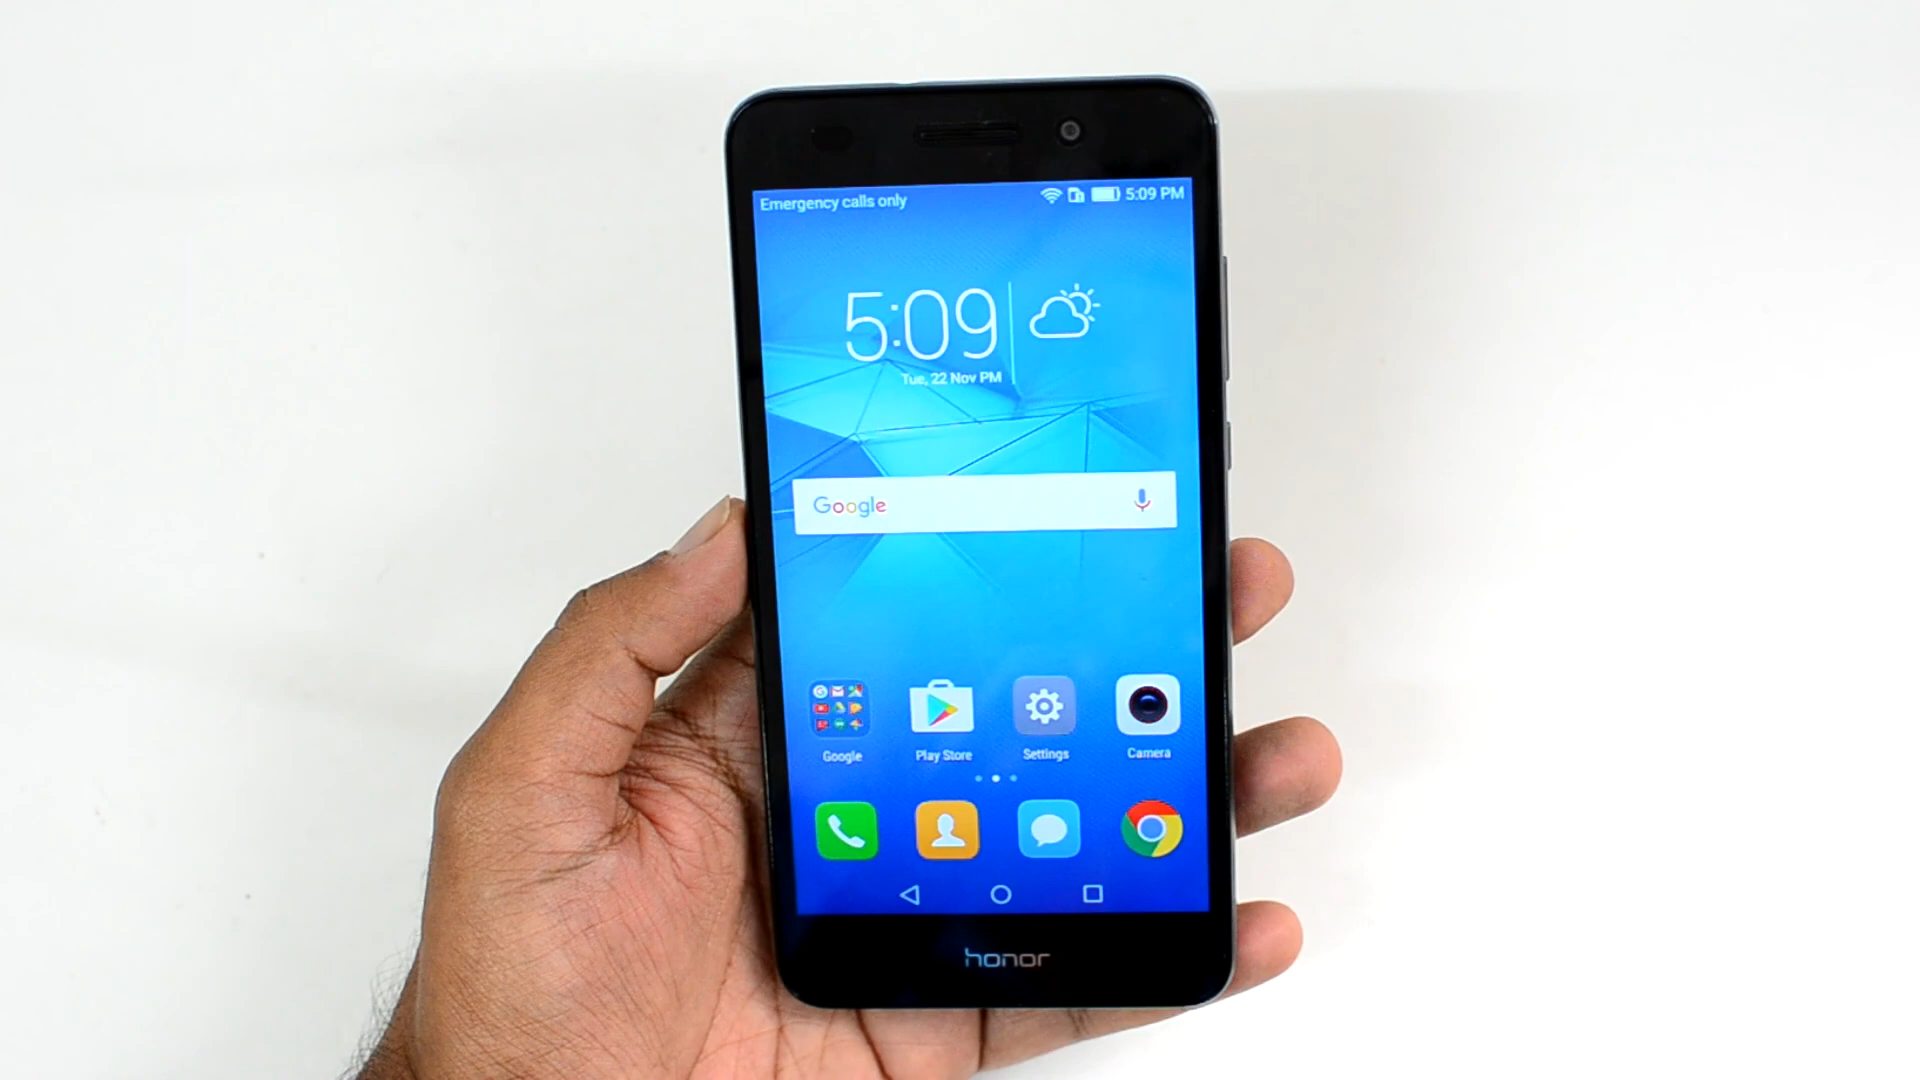 Emergency calls only 5:09 PM
5:09
Tue, 22 Nov PM
Google
Google Play Store Settings Camera
honor